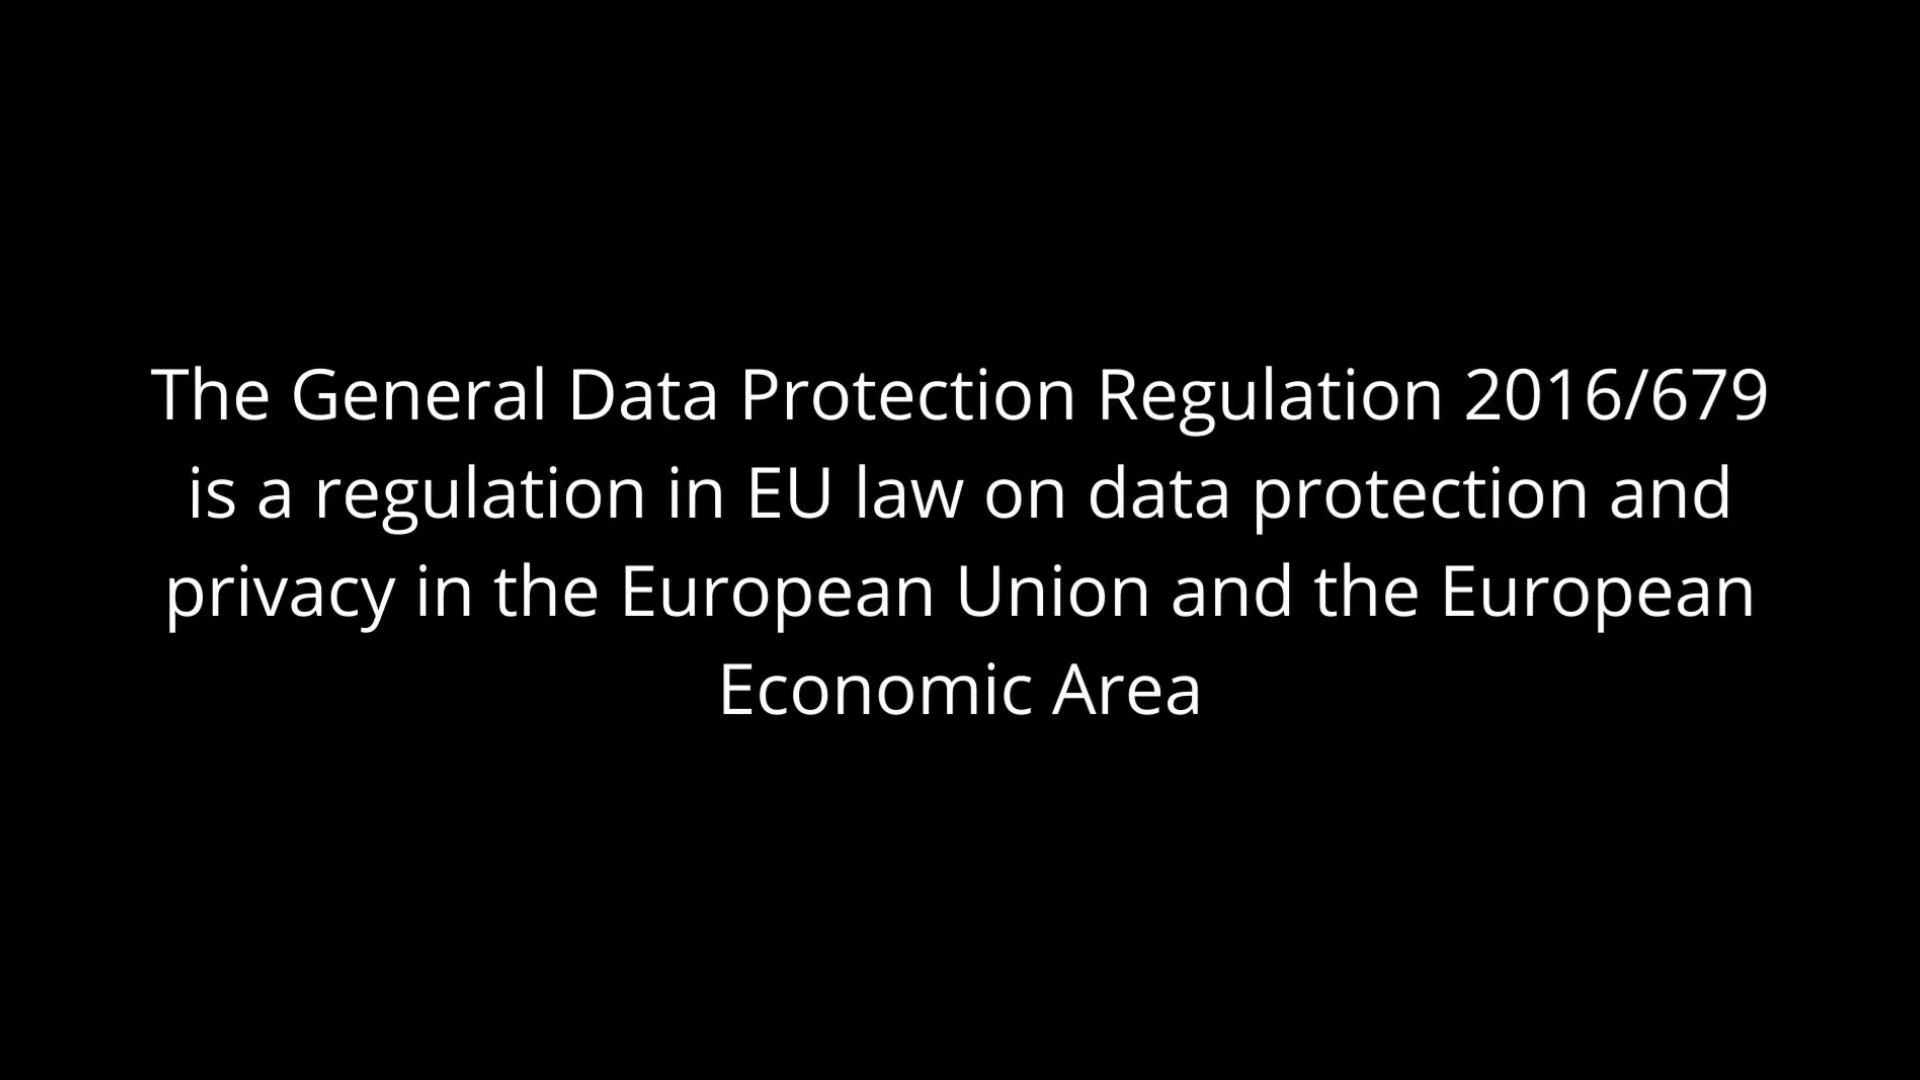 The General Data Protection Regulation 2016/679
is a regulation in EU law on data protection and
privacy in the European Union and the European
Economic Area